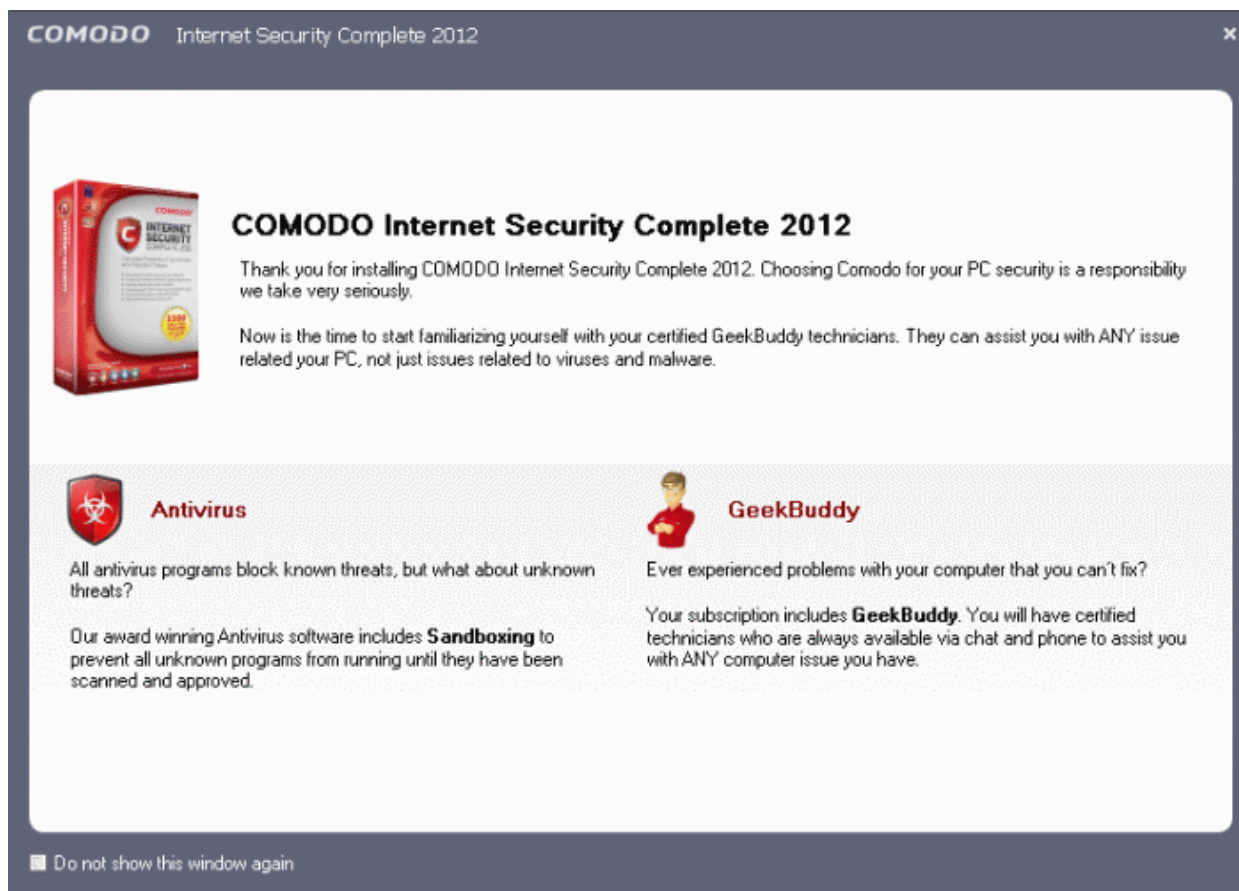 COMODO Internet Security Complete 2012
COMODO
INTERNET
SECURITY
COMPLETE 2012
COMODO Internet Security Complete 2012
Thank you for installing COMODO Internet Security Complete 2012. Choosing Comodo for your PC security is a responsibility
we take very seriously.
Now is the time to start familiarizing yourself with your certified GeekBuddy technicians. They can assist you with ANY issue
related your PC, not just issues related to viruses and malware.
Antivirus
All antivirus programs block known threats, but what about unknown
threats?
Our award winning Antivirus software includes Sandboxing to
prevent all unknown programs from running until they have been
scanned and approved.
GeekBuddy
Ever experienced problems with your computer that you can't fix?
Your subscription includes GeekBuddy. You will have certified
technicians who are always available via chat and phone to assist you
with ANY computer issue you have.
Do not show this window again